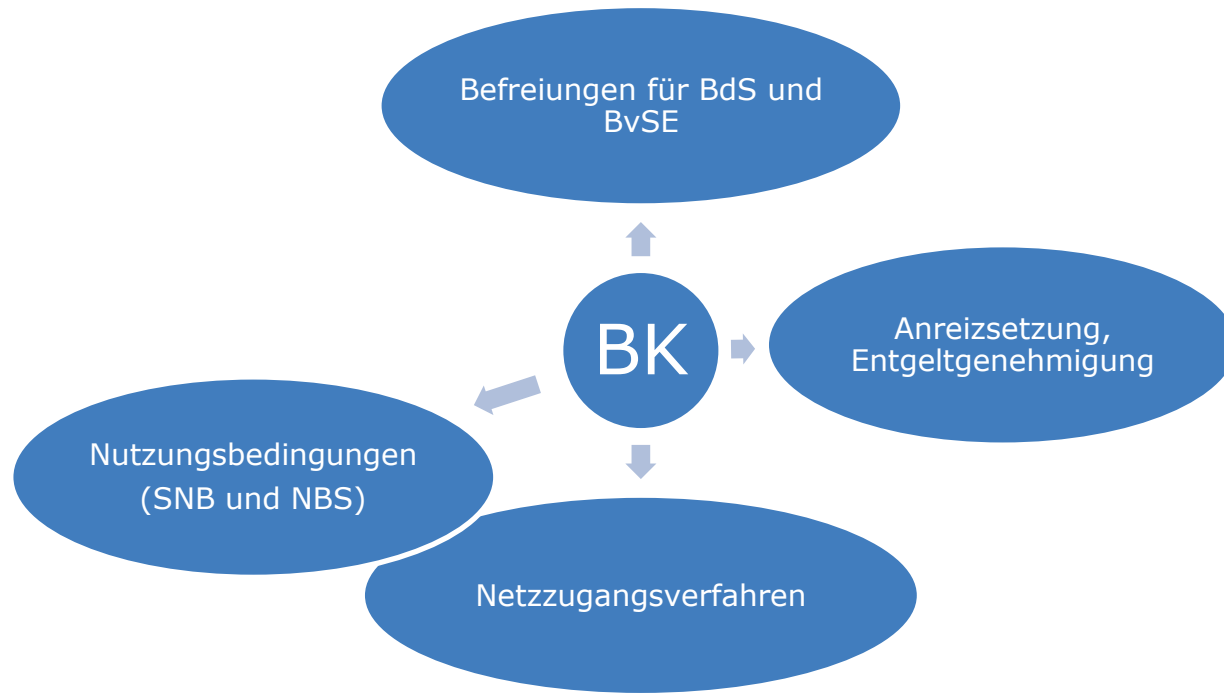 Befreiungen für BdS und
BvSE
BK
Anreizsetzung,
Entgeltgenehmigung
Nutzungsbedingungen
(SNB und NBS)
Netzzugangsverfahren